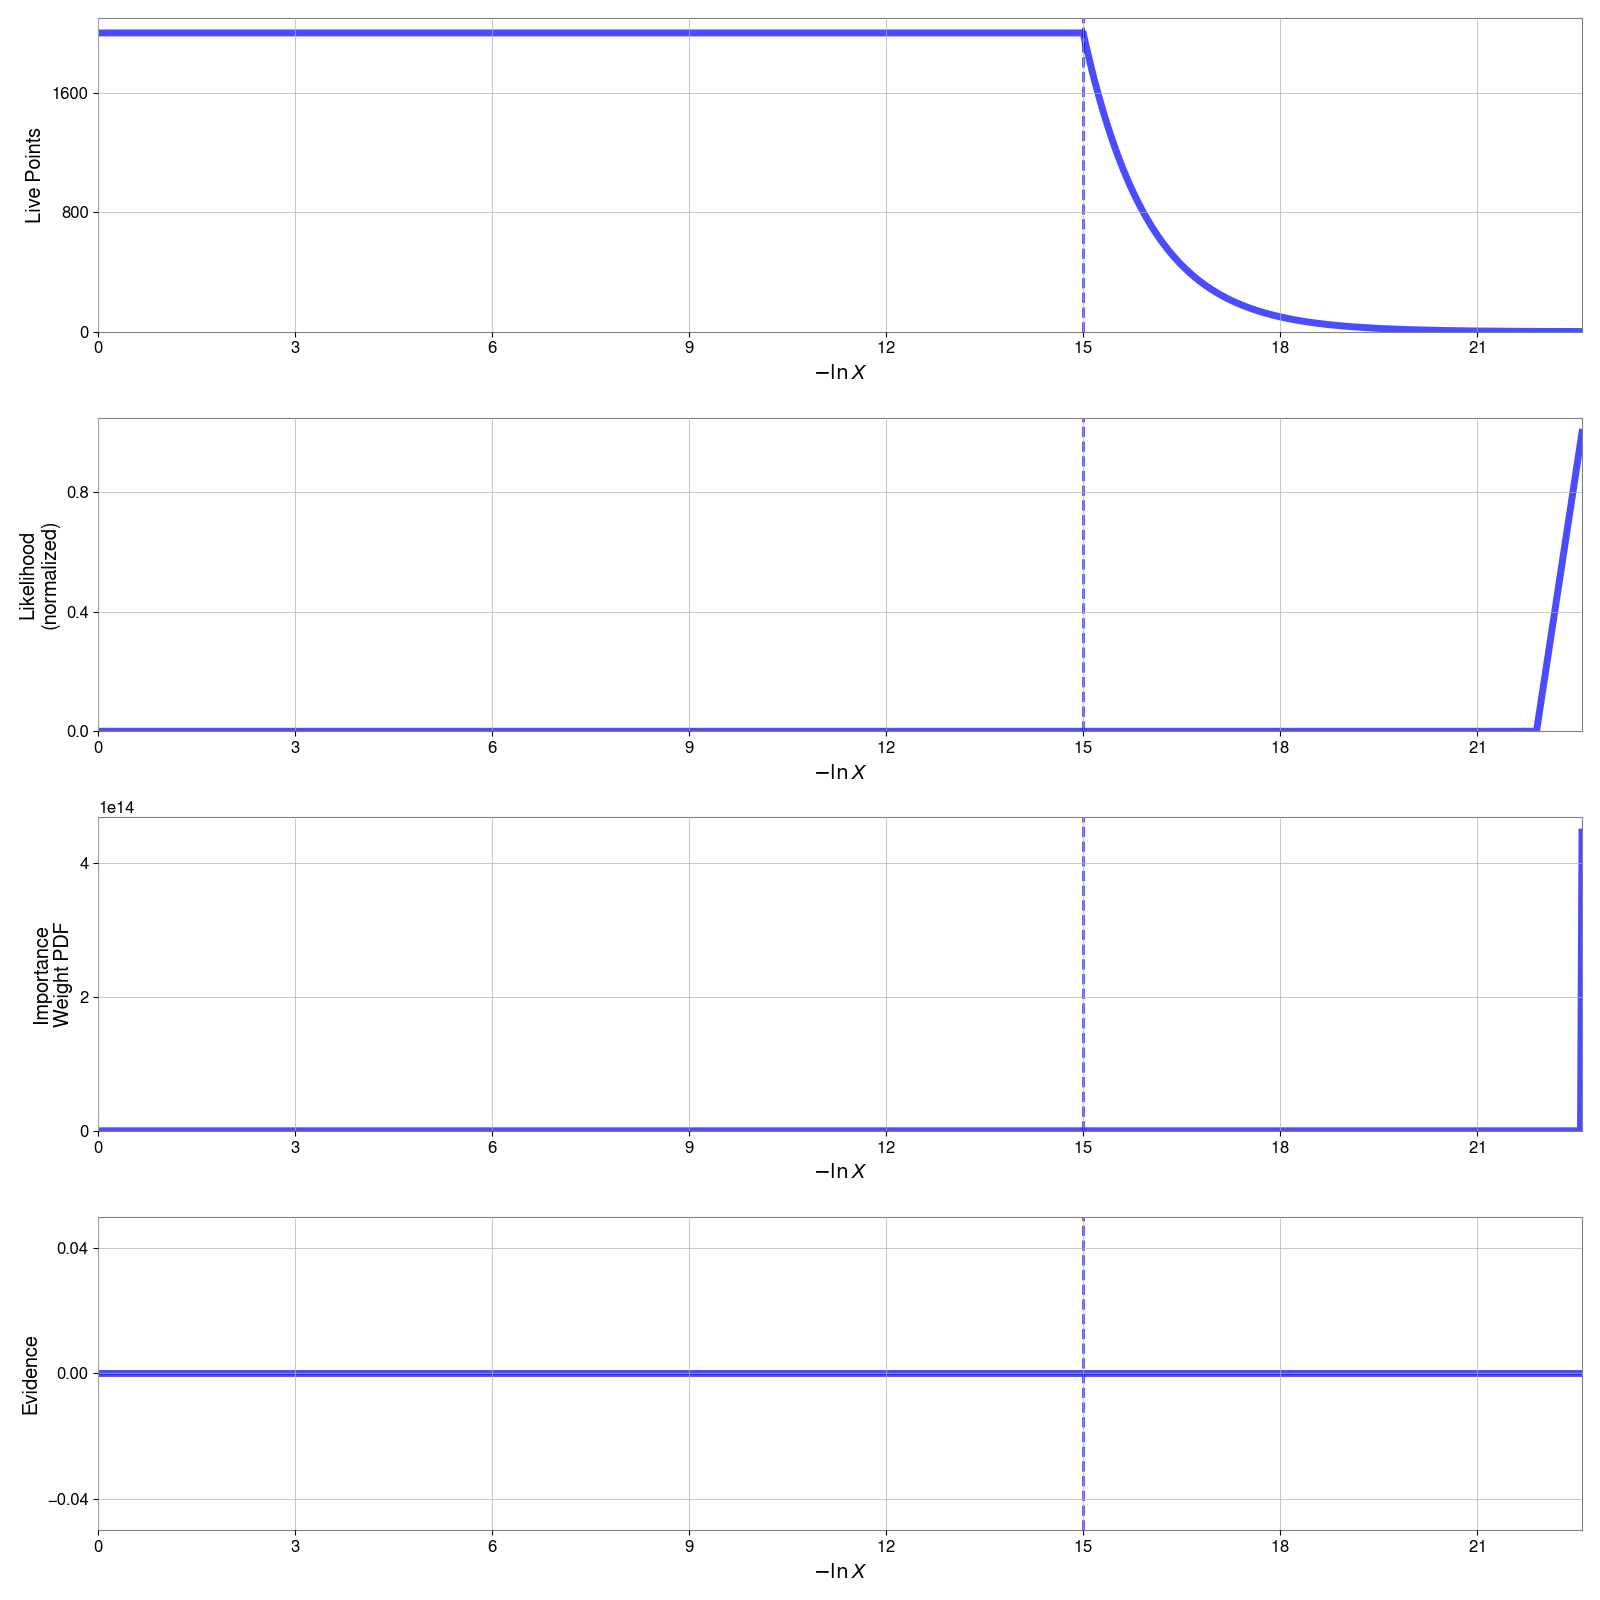 1600
800
0
Live Points
0 3 6 9 12 15 18 21
−ln X
0.8
0.4
0.0
Likelihood
(normalized)
0 3 6 9 12 15 18 21
−ln X
1e14
4
2
0
Importance
Weight PDF
0 3 6 9 12 15 18 21
−ln X
0.04
0.00
−0.04
Evidence
0 3 6 9 12 15 18 21
−ln X